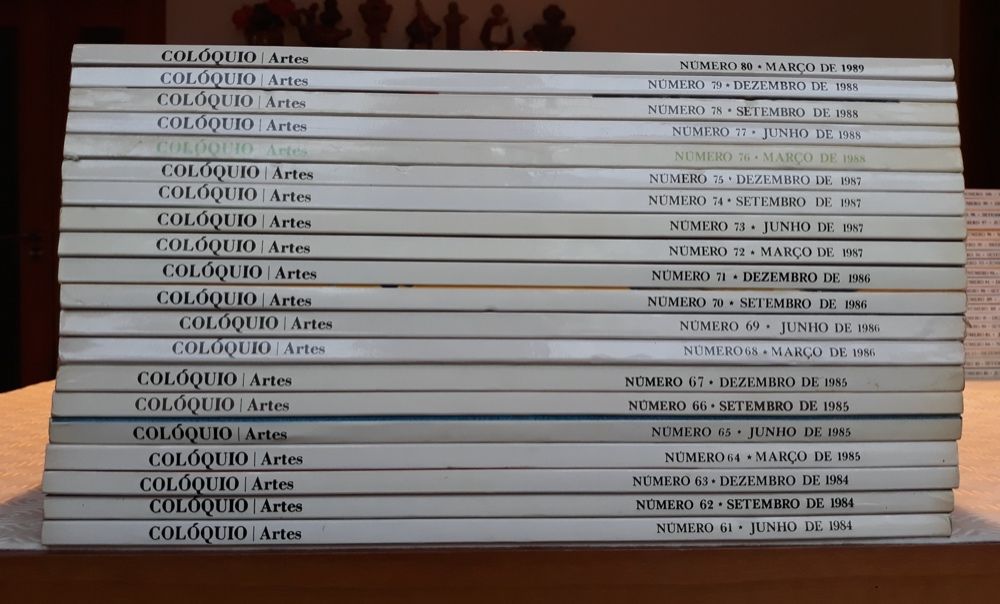 COLÓQUIO | Artes NÚMERO 80 ⋆ MARÇO DE 1989
COLÓQUIO | Artes NÚMERO 79 ⋆ DEZEMBRO DE 1988
COLÓQUIO | Artes NÚMERO 78 ⋆ SETEMBRO DE 1988
COLÓQUIO | Artes NÚMERO 77 ⋆ JUNHO DE 1988
COLÓQUIO | Artes NÚMERO 76 ⋆ MARÇO DE 1988
COLÓQUIO | Artes NÚMERO 75 ⋆ DEZEMBRO DE 1987
COLÓQUIO | Artes NÚMERO 74 ⋆ SETEMBRO DE 1987
COLÓQUIO | Artes NÚMERO 73 ⋆ JUNHO DE 1987
COLÓQUIO | Artes NÚMERO 72 ⋆ MARÇO DE 1987
COLÓQUIO | Artes NÚMERO 71 ⋆ DEZEMBRO DE 1986
COLÓQUIO | Artes NÚMERO 70 ⋆ SETEMBRO DE 1986
COLÓQUIO | Artes NÚMERO 69 ⋆ JUNHO DE 1986
COLÓQUIO | Artes NÚMERO 68 ⋆ MARÇO DE 1986
COLÓQUIO | Artes NÚMERO 67 ⋆ DEZEMBRO DE 1985
COLÓQUIO | Artes NÚMERO 66 ⋆ SETEMBRO DE 1985
COLÓQUIO | Artes NÚMERO 65 ⋆ JUNHO DE 1985
COLÓQUIO | Artes NÚMERO 64 ⋆ MARÇO DE 1985
COLÓQUIO | Artes NÚMERO 63 ⋆ DEZEMBRO DE 1984
COLÓQUIO | Artes NÚMERO 62 ⋆ SETEMBRO DE 1984
COLÓQUIO | Artes NÚMERO 61 ⋆ JUNHO DE 1984